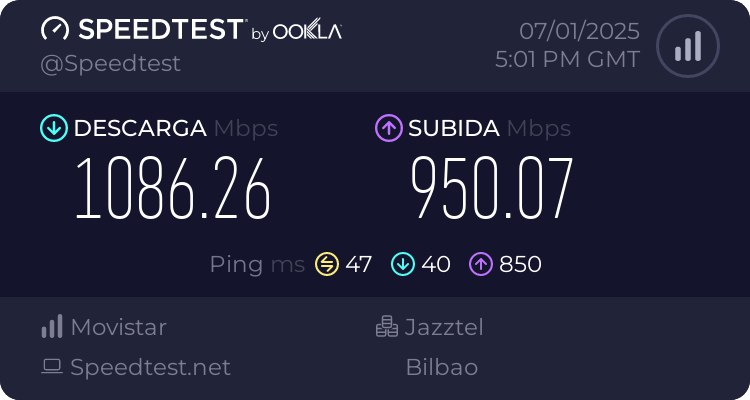 SPEEDTEST® by OOKLA®
@Speedtest
07/01/2025
5:01 PM GMT
DESCARGA Mbps
1086.26
SUBIDA Mbps
950.07
Ping ms 47 40 850
Movistar
Speedtest.net
Jazztel
Bilbao